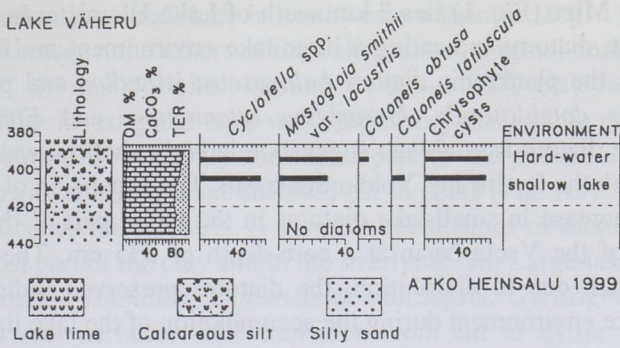 LAKE VÄHERU
Lithology
OM %
CaCO₃ %
TER %
Cyclotella spp.
Mastogloia smithii
var. lacustris
Caloneis obtusa
Caloneis latiuscula
Chrysophyte
cysts
380
400
420
440
ENVIRONMENT
Hard-water
shallow lake
No diatoms
40 80
40
40
40
ATKO HEINSALU 1999
Lake lime
Calcareous silt
Silty sand